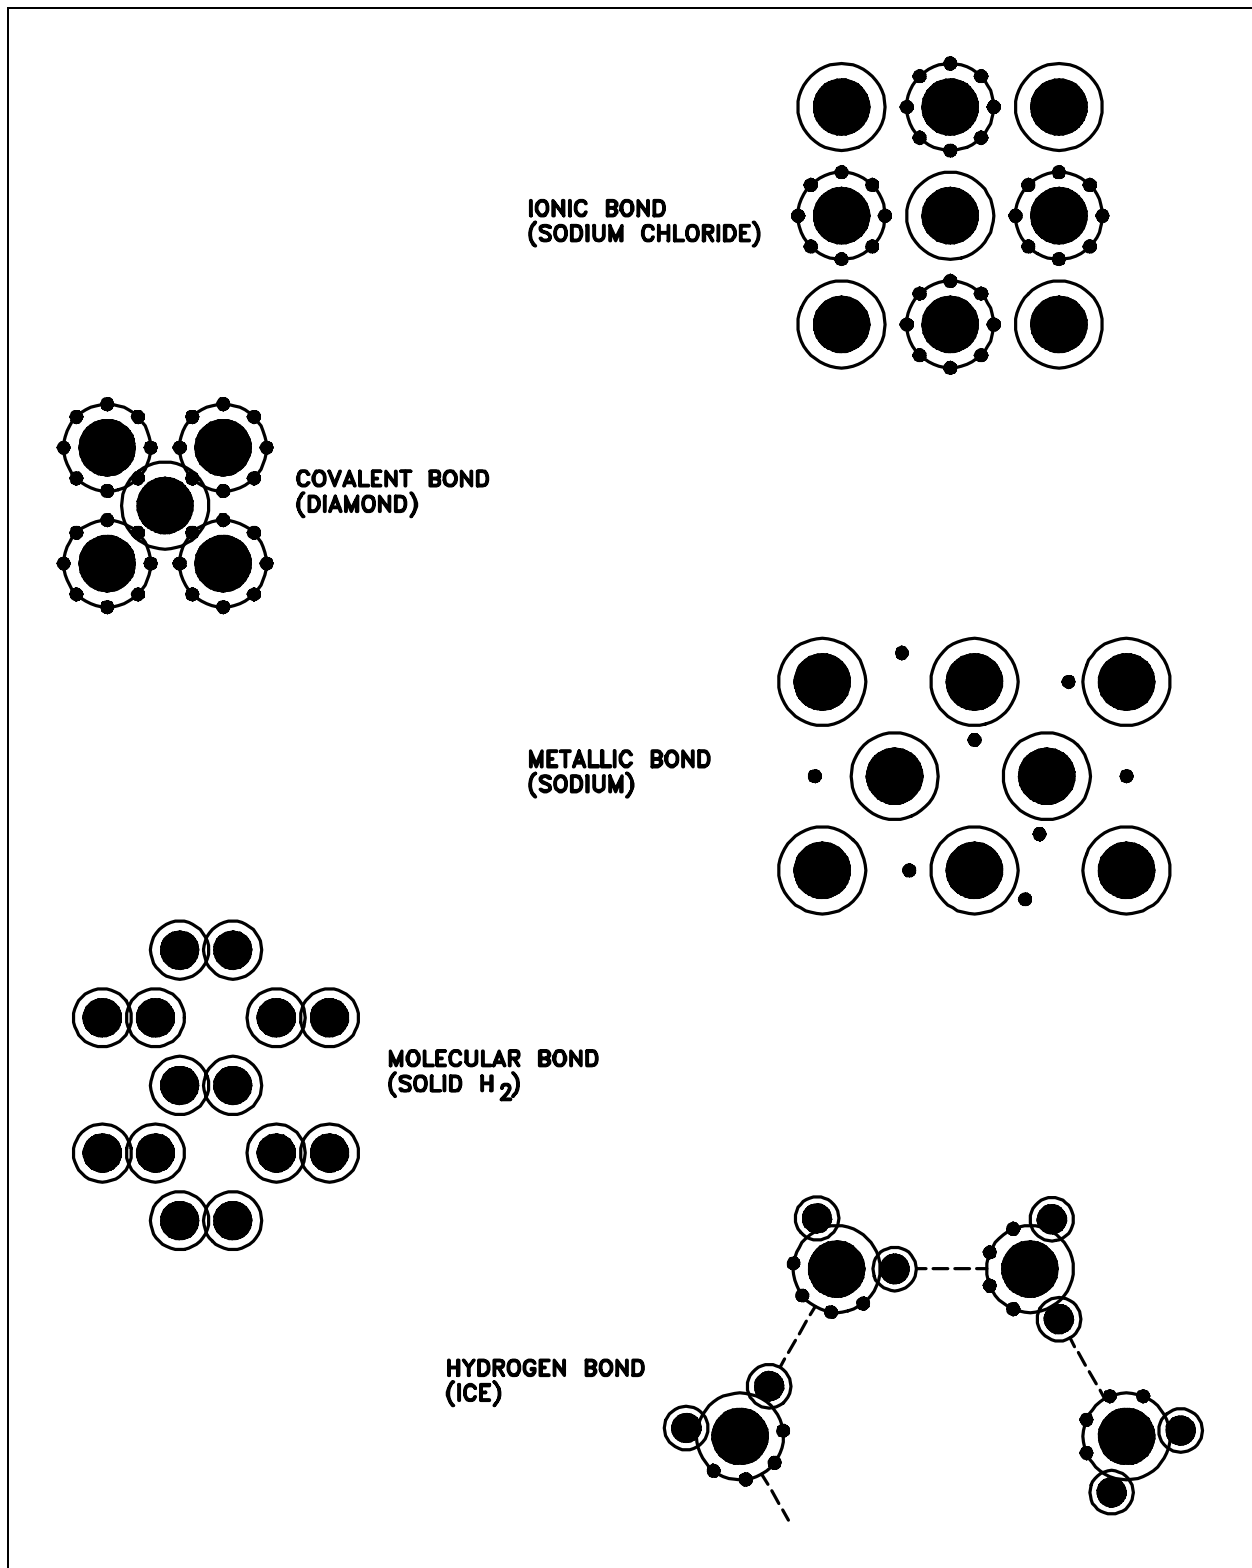 IONIC BOND
(SODIUM CHLORIDE)
COVALENT BOND
(DIAMOND)
METALLIC BOND
(SODIUM)
MOLECULAR BOND
(SOLID H2)
HYDROGEN BOND
(ICE)